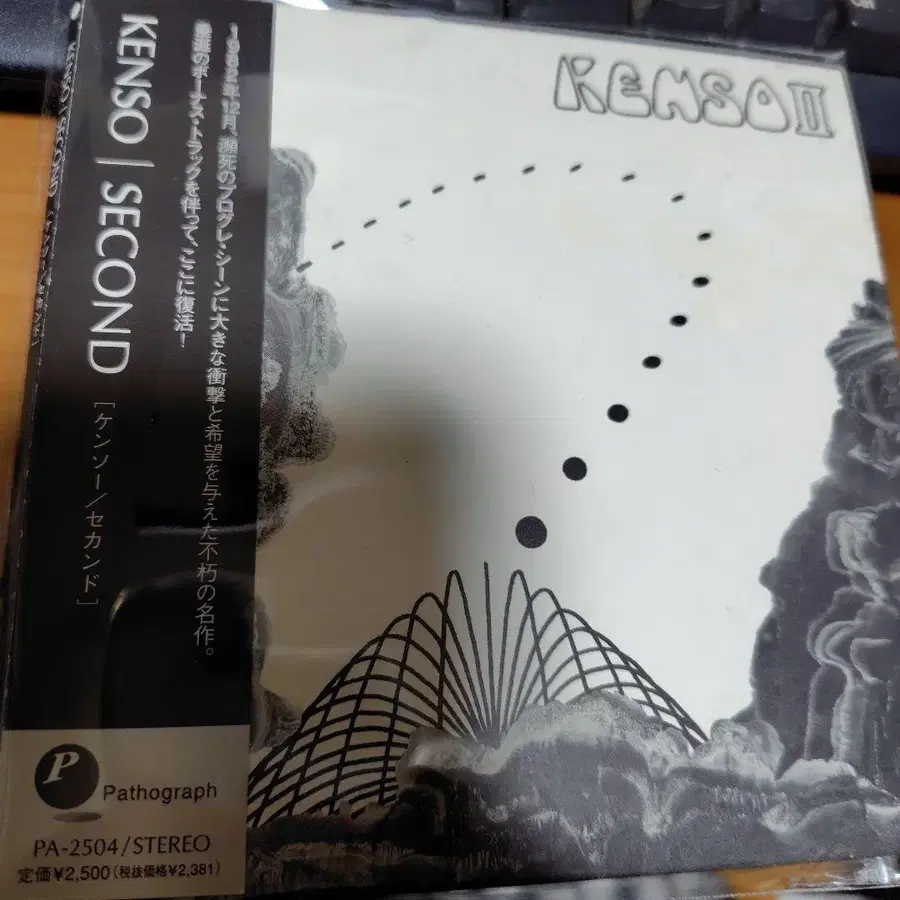 KENSO | SECOND [ケンソー/セカンド]
1982年12月、瀕死のプログレ・シーンに大きな衝撃と希望を与えた不朽の名作。
垂涎のボーナス・トラックを伴って、ここに復活!
KENSO II
P
Pathograph
PA-2504/STEREO
定価¥2,500(税抜価格¥2,381)